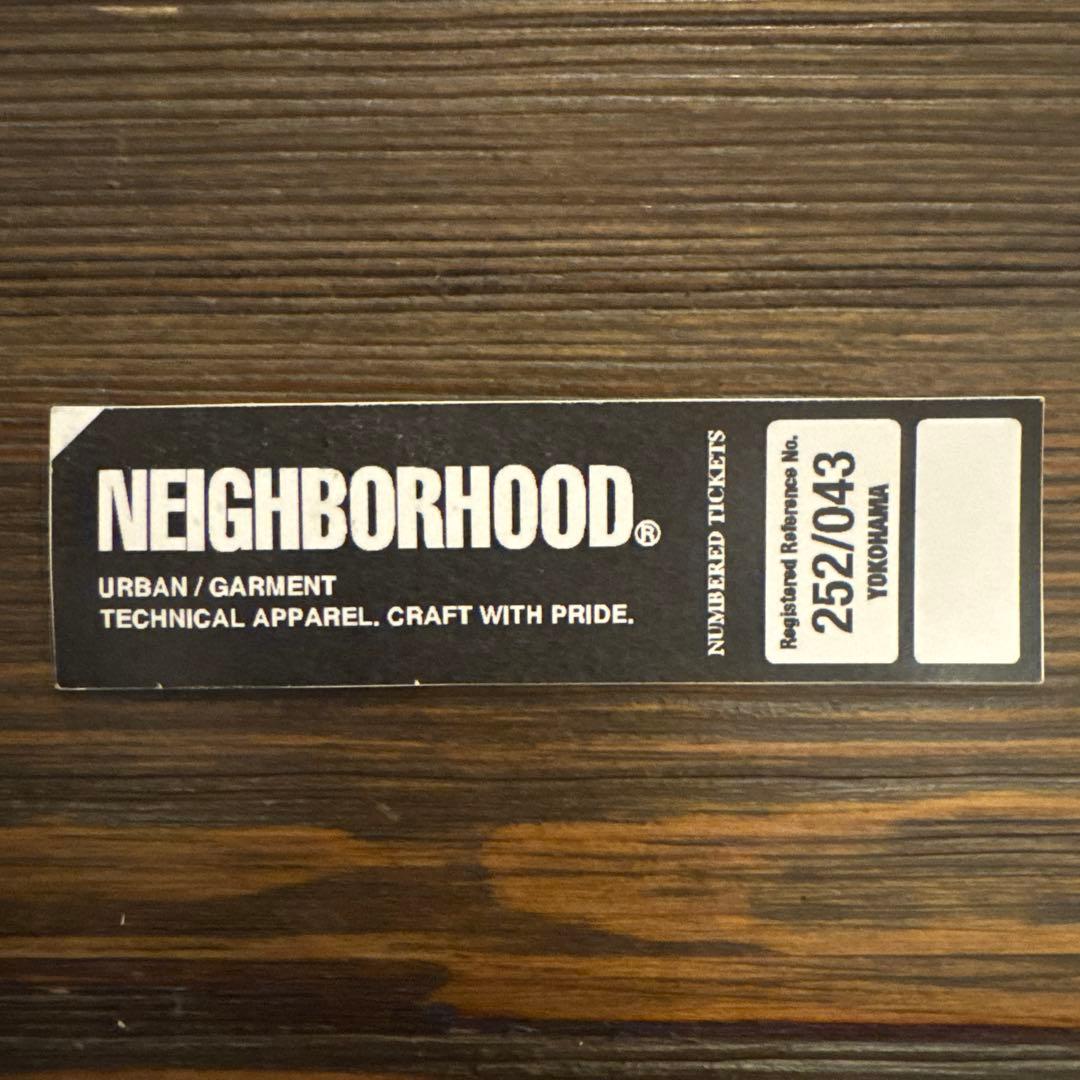 NEIGHBORHOOD®
URBAN / GARMENT
TECHNICAL APPAREL. CRAFT WITH PRIDE.
NUMBERED TICKETS
Registered Reference No.
252/043
YOKOHAMA